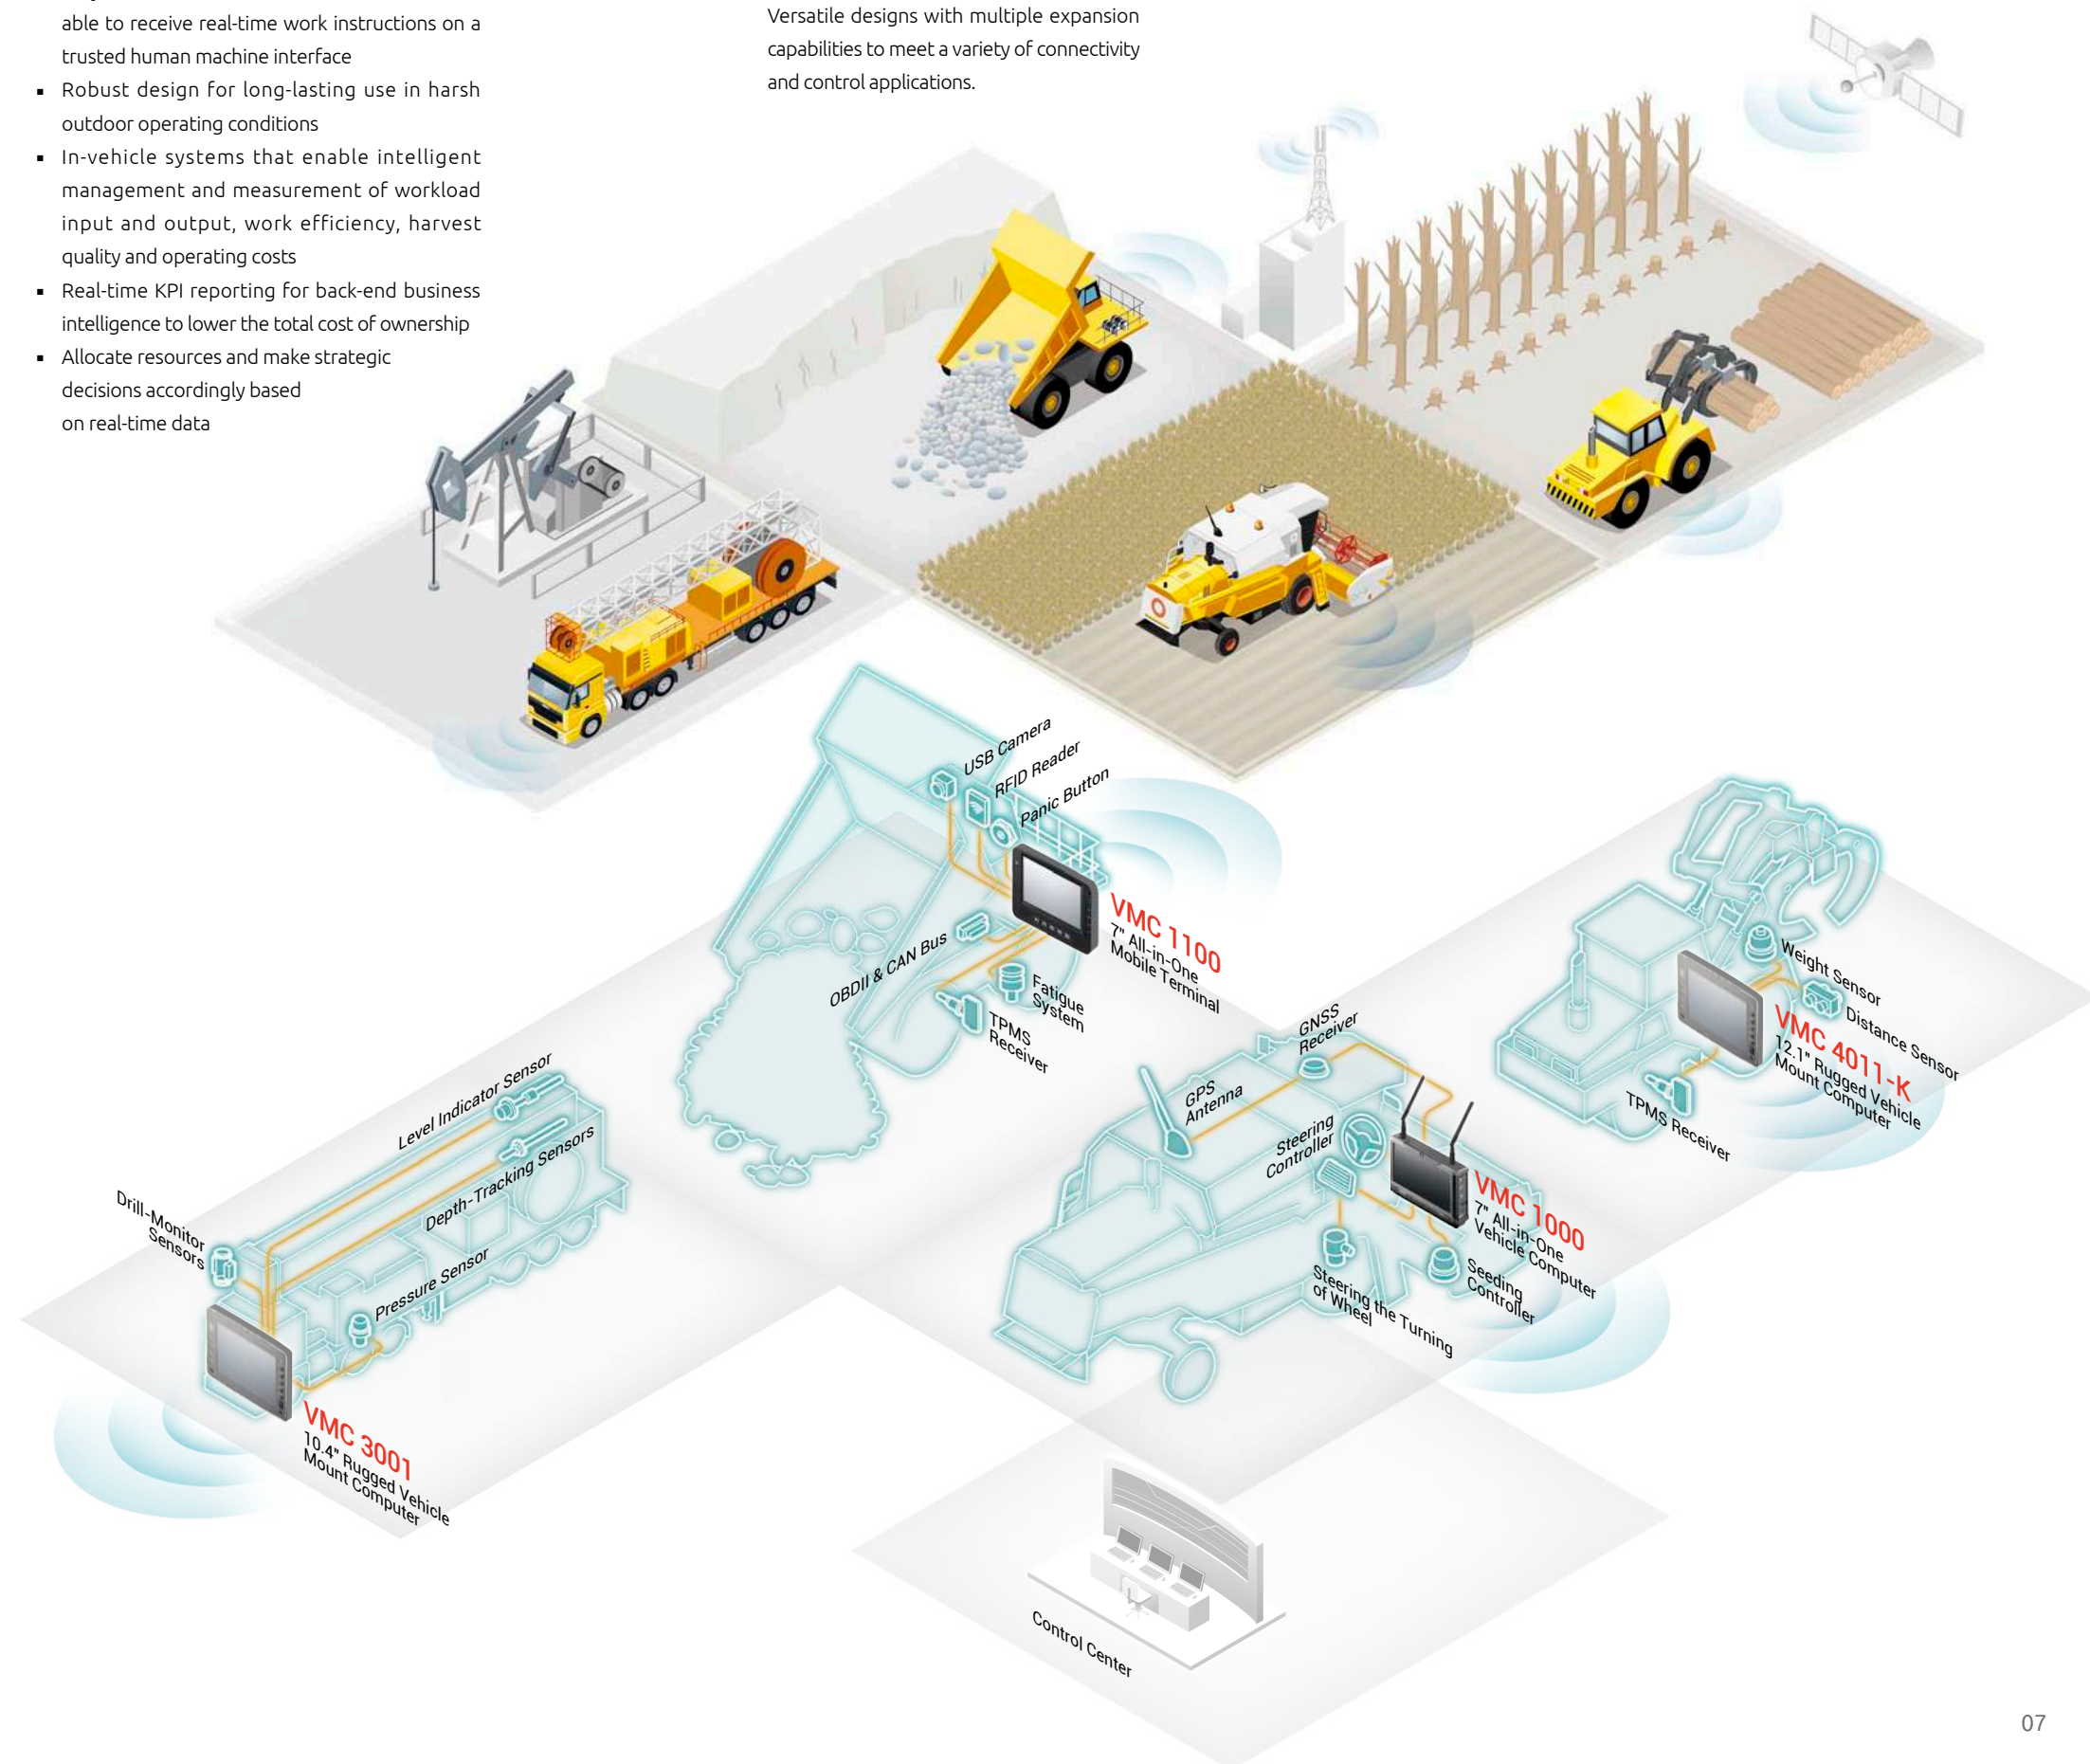 able to receive real-time work instructions on a
trusted human machine interface
▪ Robust design for long-lasting use in harsh
outdoor operating conditions
▪ In-vehicle systems that enable intelligent
management and measurement of workload
input and output, work efficiency, harvest
quality and operating costs
▪ Real-time KPI reporting for back-end business
intelligence to lower the total cost of ownership
▪ Allocate resources and make strategic
decisions accordingly based
on real-time data
Versatile designs with multiple expansion
capabilities to meet a variety of connectivity
and control applications.
USB Camera
RFID Reader
Panic Button
VMC 1100
7" All-in-One
Mobile Terminal
OBDII & CAN Bus
Fatigue
System
TPMS
Receiver
Weight Sensor
Distance Sensor
VMC 4011-K
12.1" Rugged Vehicle
Mount Computer
TPMS Receiver
GNSS
Receiver
GPS
Antenna
Steering
Controller
VMC 1000
7" All-in-One
Vehicle Computer
Seeding
Controller
Steering the Turning
of Wheel
Level Indicator Sensor
Depth-Tracking Sensors
Drill-Monitor
Sensors
Pressure Sensor
VMC 3001
10.4" Rugged Vehicle
Mount Computer
Control Center
07